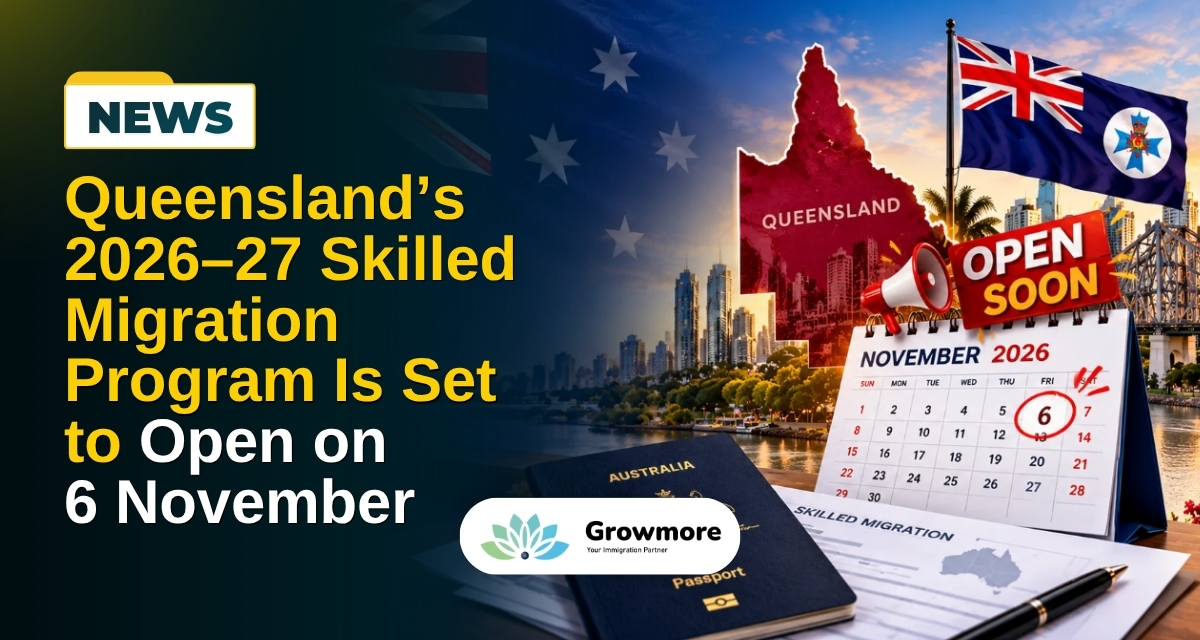 NEWS
Queensland’s
2026–27 Skilled
Migration
Program Is Set
to Open on
6 November
QUEENSLAND
OPEN
SOON
NOVEMBER 2026
SUN MON TUE WED THU FRI SAT
1 2 3 4 5 6 7
8 9 10 11 12 13 14
15 16 17 18 19 20 21
22 23 24 25 26 27 28
29 30
AUSTRALIA
Passport
SKILLED MIGRATION
Growmore
Your Immigration Partner